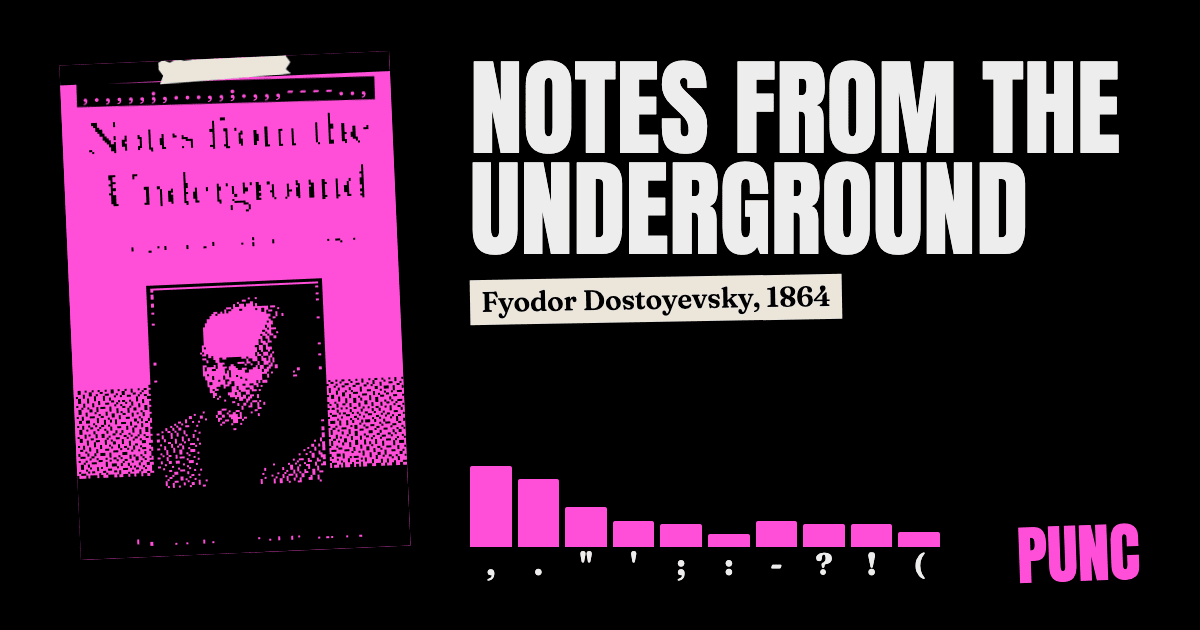 Notes from the
Underground
NOTES FROM THE
UNDERGROUND
Fyodor Dostoyevsky, 1864
, . " ' ; : - ? ! (
PUNC